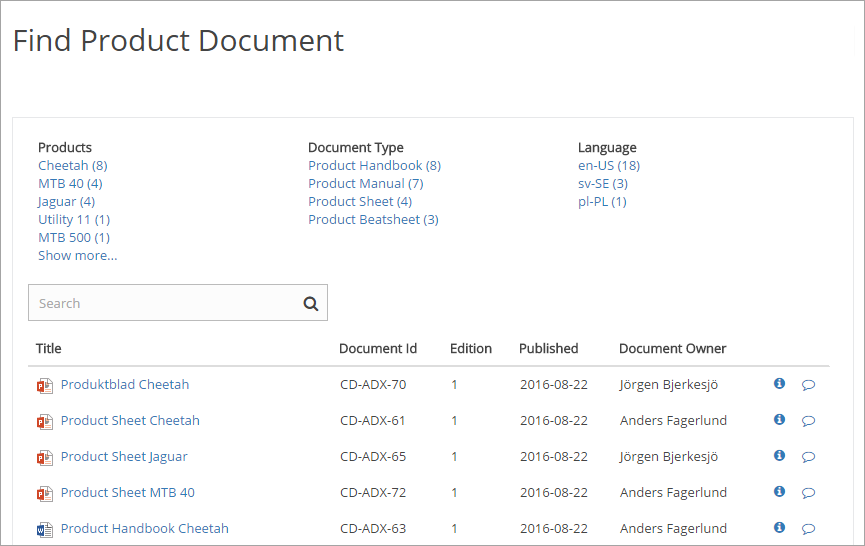 Find Product Document
Products Document Type Language
Cheetah (8) Product Handbook (8) en-US (18)
MTB 40 (4) Product Manual (7) sv-SE (3)
Jaguar (4) Product Sheet (4) pl-PL (1)
Utility 11 (1) Product Beatsheet (3)
MTB 500 (1)
Show more...
Search
Title Document Id Edition Published Document Owner
Produktblad Cheetah CD-ADX-70 1 2016-08-22 Jörgen Bjerkesjö
Product Sheet Cheetah CD-ADX-61 1 2016-08-22 Anders Fagerlund
Product Sheet Jaguar CD-ADX-65 1 2016-08-22 Jörgen Bjerkesjö
Product Sheet MTB 40 CD-ADX-72 1 2016-08-22 Anders Fagerlund
Product Handbook Cheetah CD-ADX-63 1 2016-08-22 Anders Fagerlund